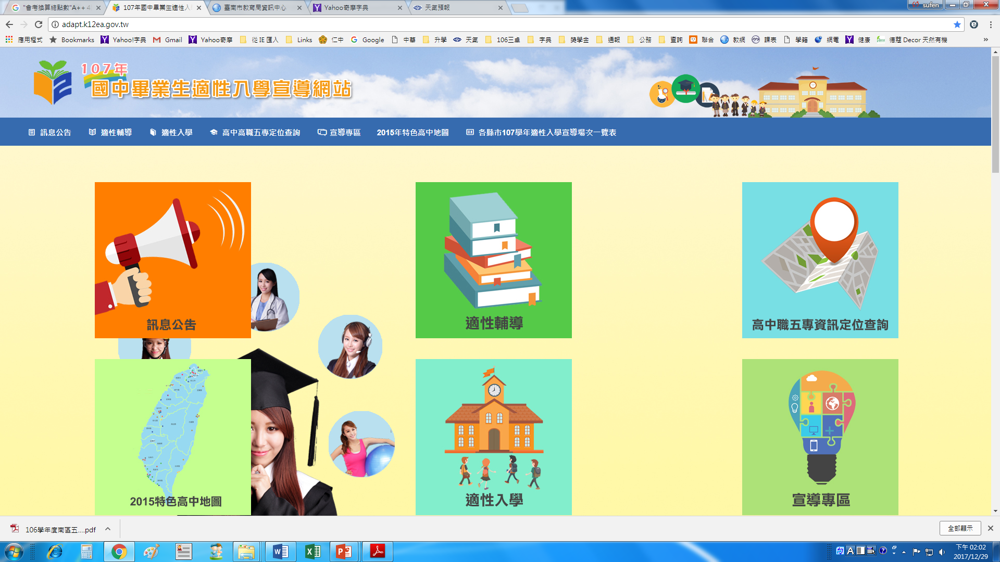 "會考換算總點數"A++ 4
107年國中畢業生適性入
臺南市教育局資訊中心
Yahoo奇摩字典
天氣預報
sufen
adapt.k12ea.gov.tw
應用程式
Bookmarks
Yahoo!字典
Gmail
Yahoo奇摩
從 IE 匯入
Links
仁中
Google
中華
升學
天氣
106三卓
字典
獎學金
通報
公務
查詢
聯合
教網
課表
學籍
網電
健康
德蔻 Decor 天然有機
107年
國中畢業生適性入學宣導網站
訊息公告
適性輔導
適性入學
高中高職五專定位查詢
宣導專區
2015年特色高中地圖
各縣市107學年適性入學宣導場次一覽表
訊息公告
適性輔導
高中職五專資訊定位查詢
2015特色高中地圖
適性入學
宣導專區
106學年度南區五....pdf
全部顯示
下午 02:02
2017/12/29